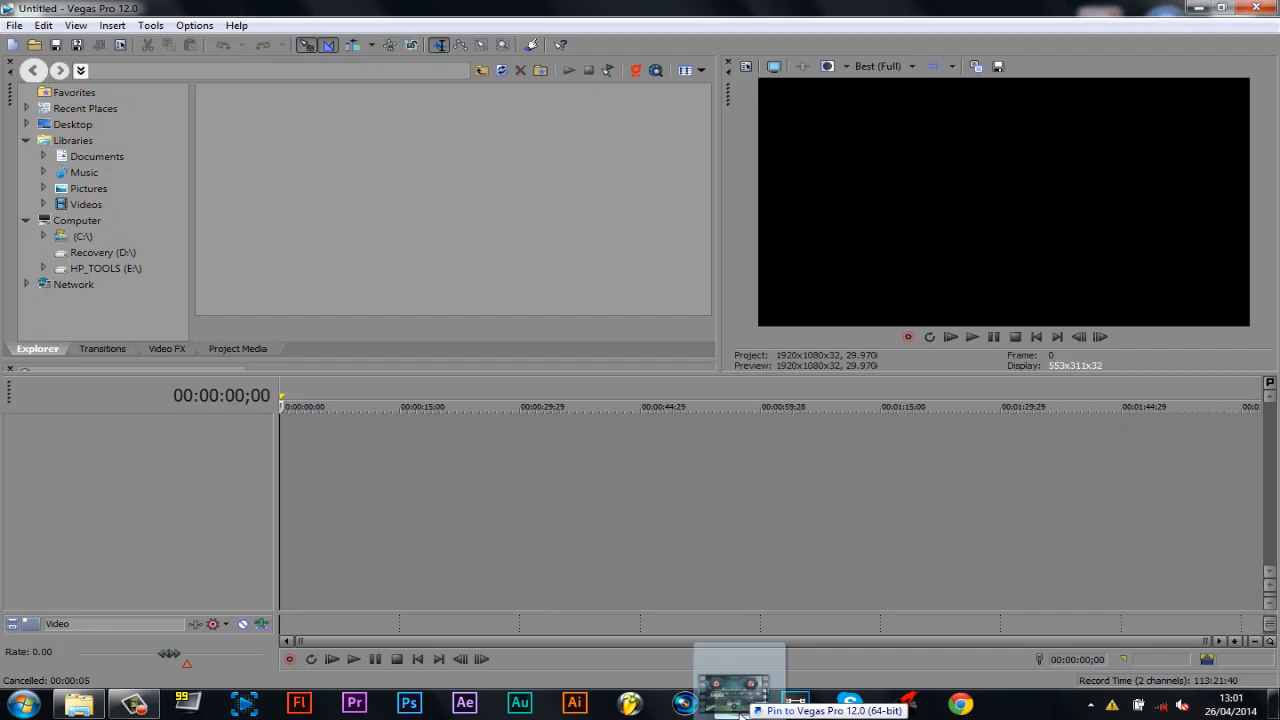 Untitled - Vegas Pro 12.0
File Edit View Insert Tools Options Help
Best (Full)
Favorites
Recent Places
Desktop
Libraries
Documents
Music
Pictures
Videos
Computer
(C:\)
Recovery (D:\)
HP_TOOLS (E:\)
Network
Explorer Transitions Video FX Project Media
Project: 1920x1080x32, 29.970i Frame: 0
Preview: 1920x1080x32, 29.970i Display: 553x311x32
00:00:00;00
0:00:00:00 00:00:15:00 00:00:29:29 00:00:44:29 00:00:59:28 00:01:15:00 00:01:29:29 00:01:44:29 00:0
Video
Rate: 0.00
00:00:00;00
Cancelled: 00:00:05 Record Time (2 channels): 113:21:40
99 Fl Pr Ps Ae Au Ai
Pin to Vegas Pro 12.0 (64-bit)
13:01
26/04/2014